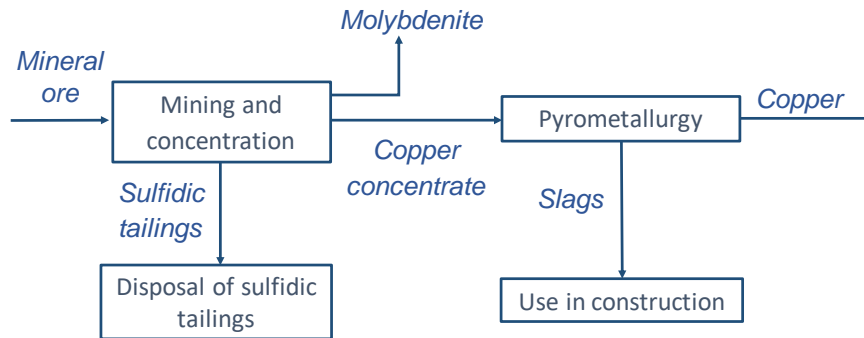 Molybdenite
Mineral
ore
Mining and
concentration
Copper
concentrate
Pyrometallurgy
Copper
Sulfidic
tailings
Slags
Disposal of sulfidic
tailings
Use in construction